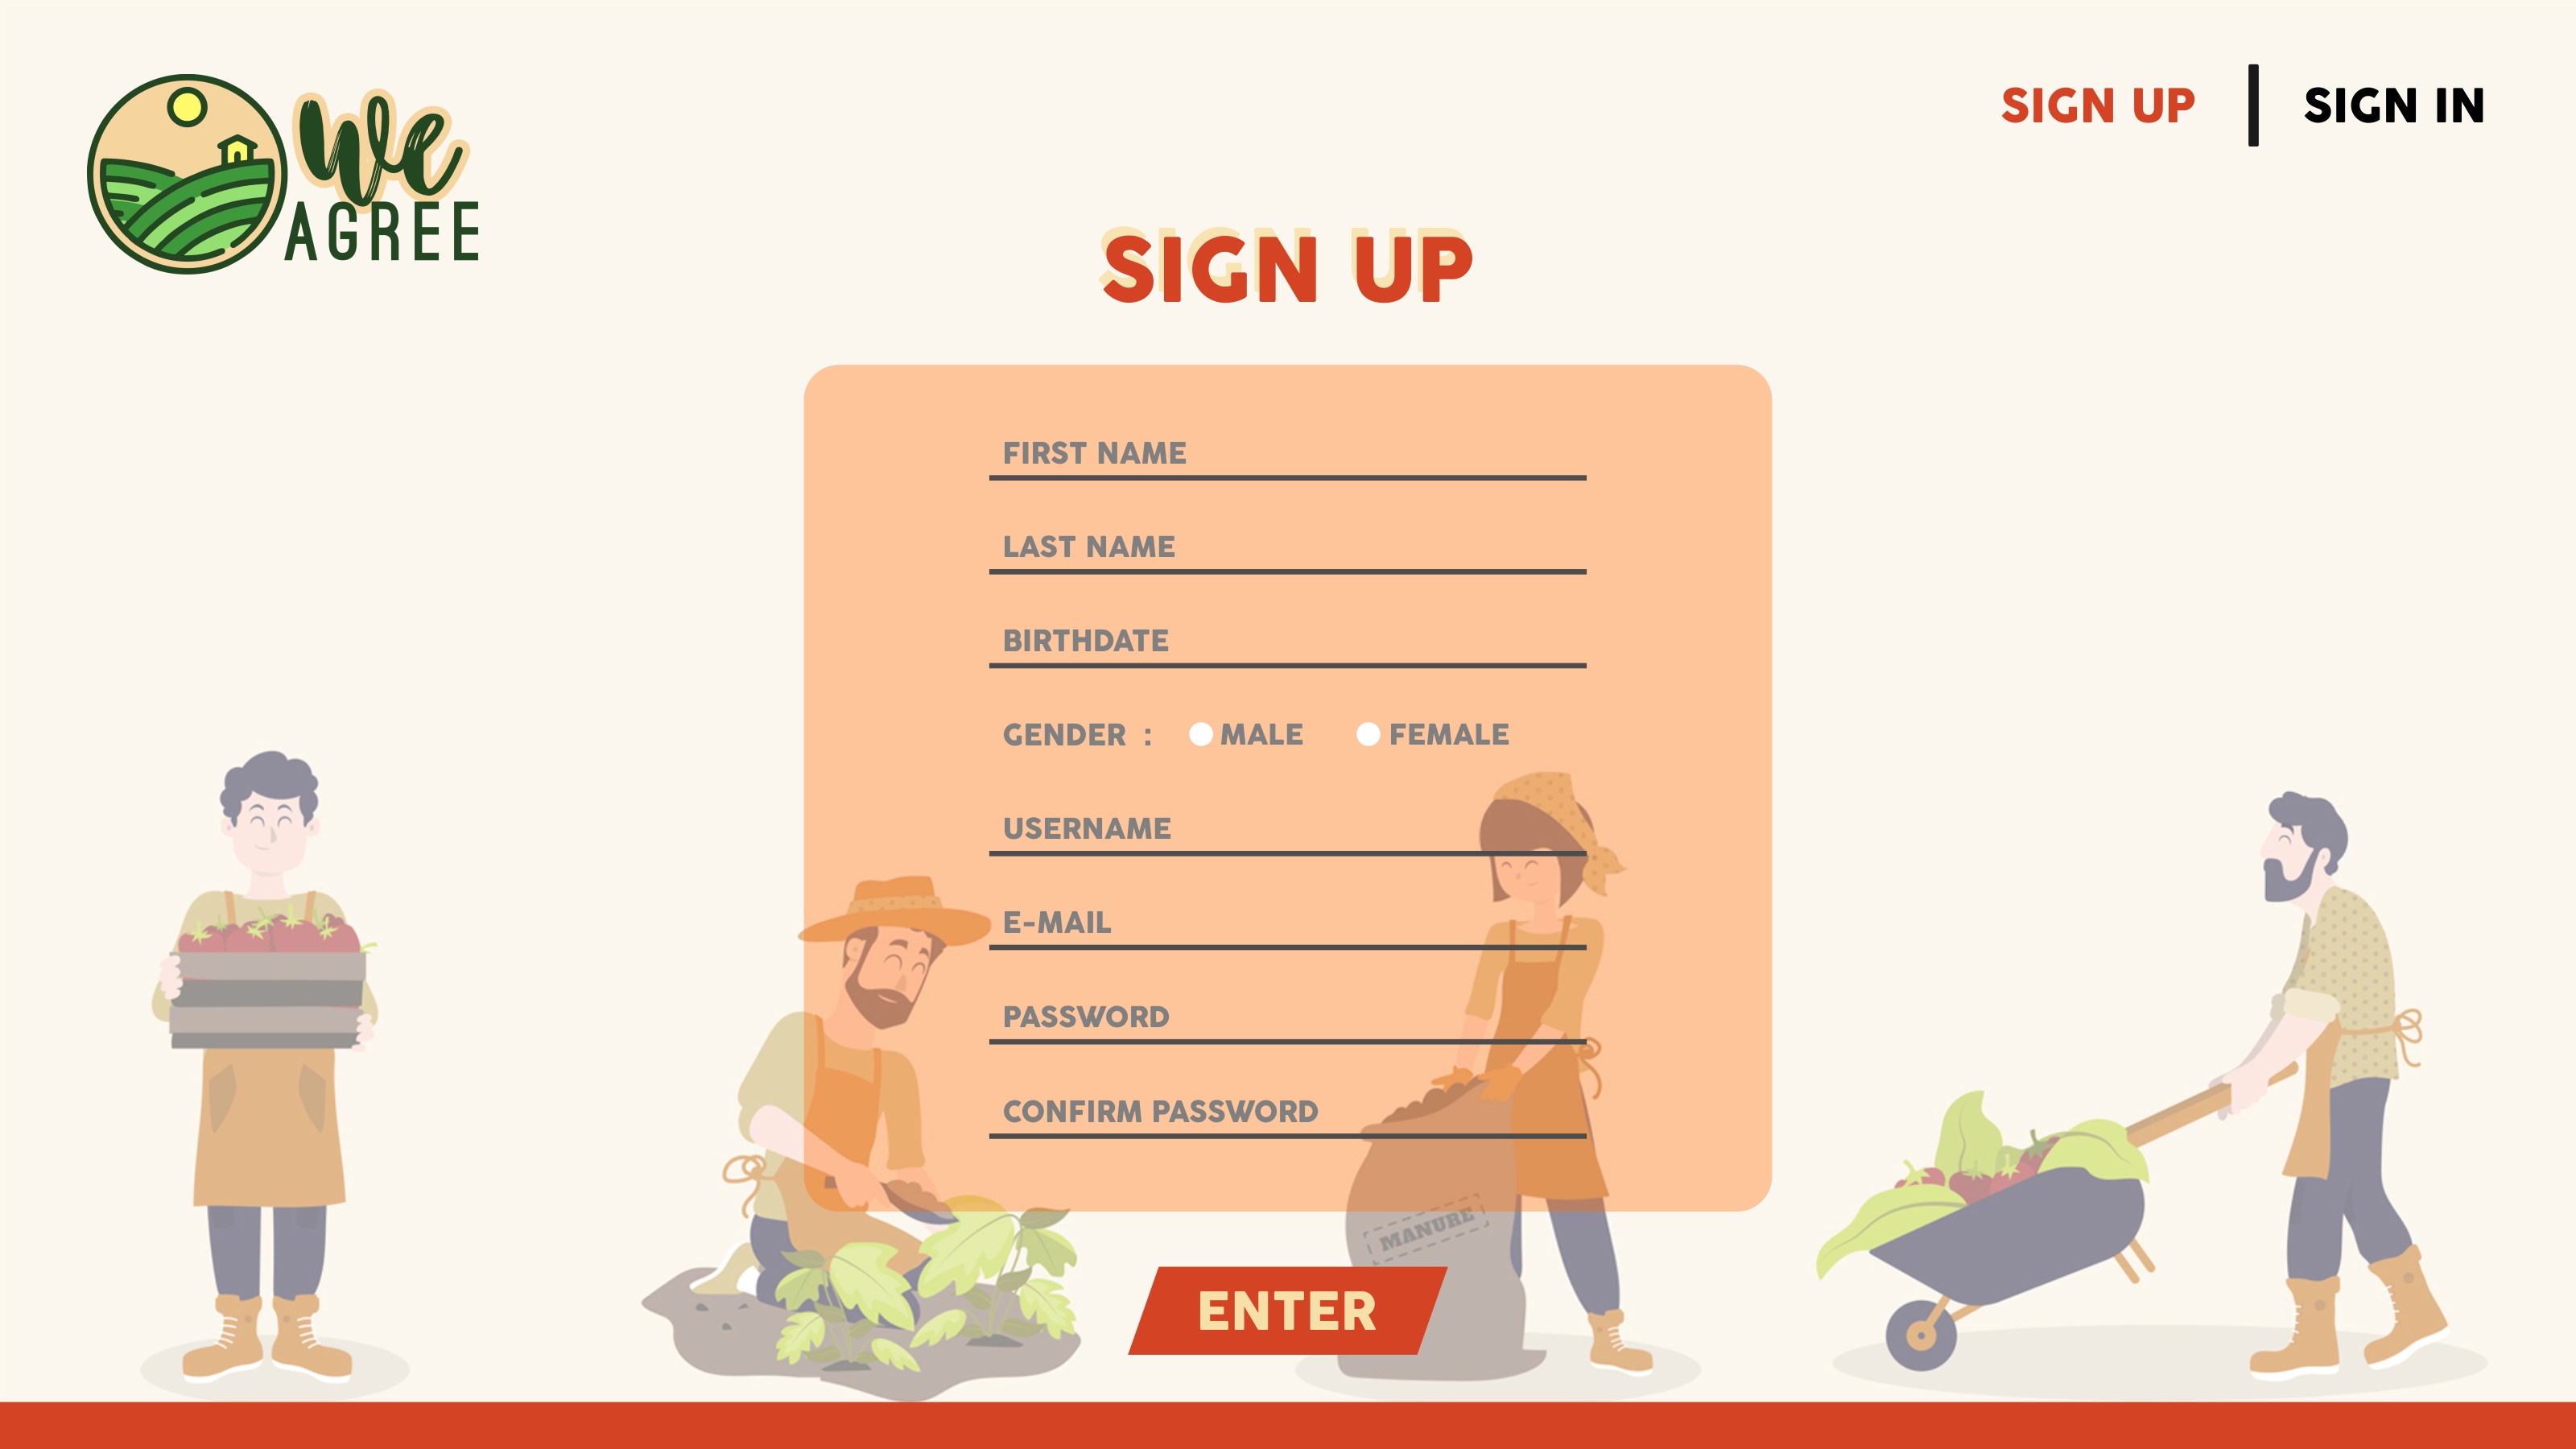 We
AGREE
SIGN UP | SIGN IN
SIGN UP
FIRST NAME
LAST NAME
BIRTHDATE
GENDER : MALE FEMALE
USERNAME
E-MAIL
PASSWORD
CONFIRM PASSWORD
MANURE
ENTER